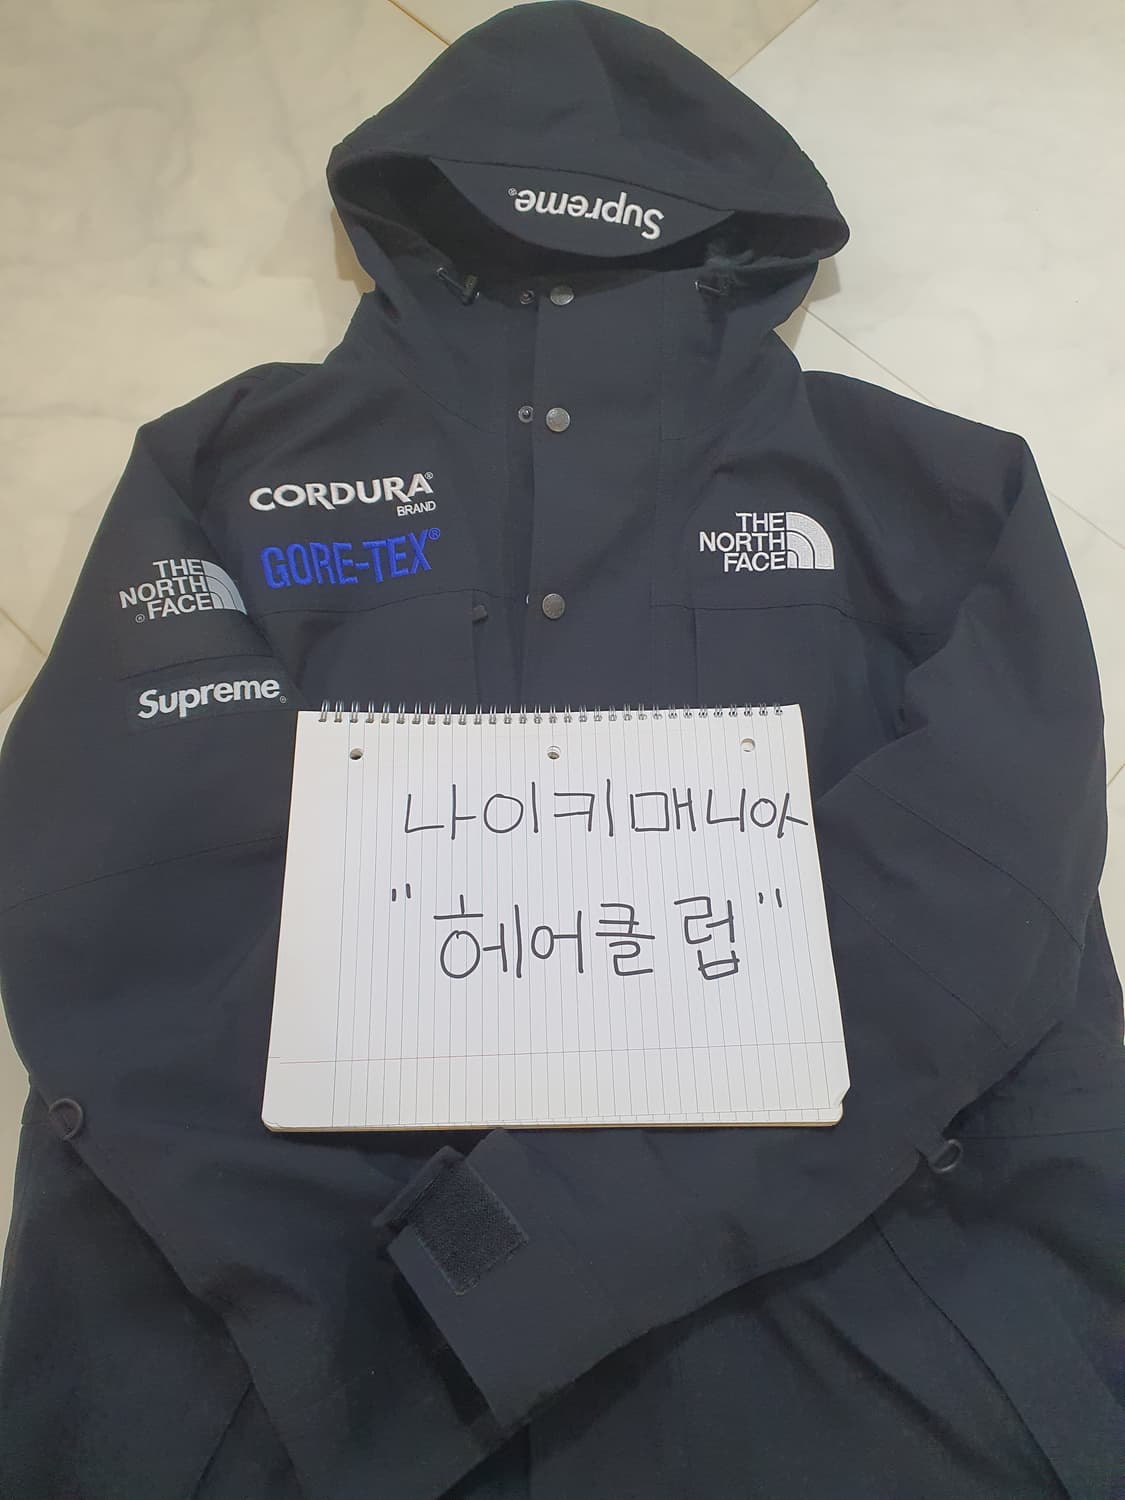 Supreme®
CORDURA®
BRAND
GORE-TEX®
THE
NORTH
FACE
THE
NORTH
®FACE
Supreme®
나이키매니아
"헤어클럽"